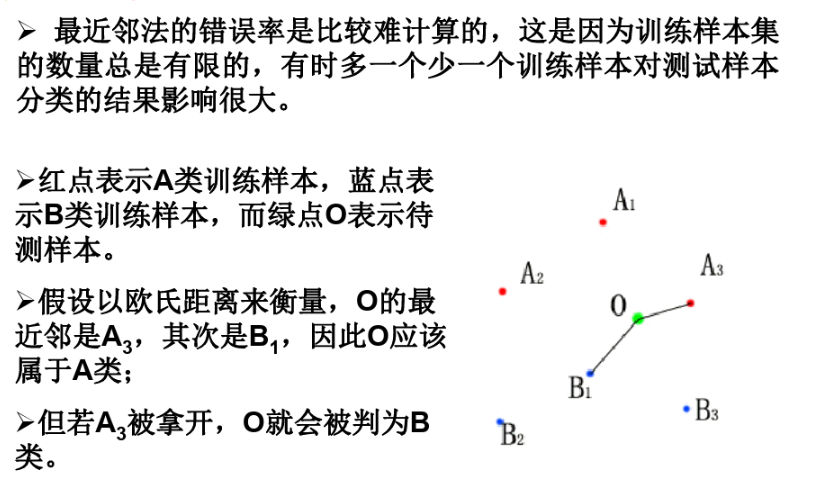 ➢ 最近邻法的错误率是比较难计算的，这是因为训练样本集
的数量总是有限的，有时多一个少一个训练样本对测试样本
分类的结果影响很大。
➢红点表示A类训练样本，蓝点表
示B类训练样本，而绿点O表示待
测样本。
➢假设以欧氏距离来衡量，O的最
近邻是A3，其次是B1，因此O应该
属于A类；
➢但若A3被拿开，O就会被判为B
类。
A1
A2
A3
O
B1
B3
B2